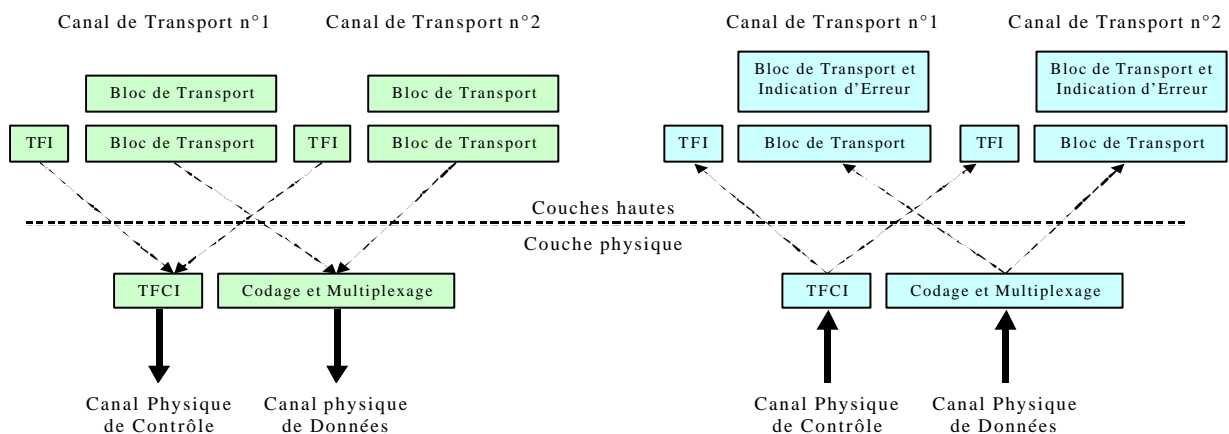 Canal de Transport n°1
Canal de Transport n°2
Canal de Transport n°1
Canal de Transport n°2
Bloc de Transport
Bloc de Transport
Bloc de Transport et
Indication d'Erreur
Bloc de Transport et
Indication d'Erreur
TFI
Bloc de Transport
TFI
Bloc de Transport
TFI
Bloc de Transport
TFI
Bloc de Transport
Couches hautes
Couche physique
TFCI
Codage et Multiplexage
TFCI
Codage et Multiplexage
Canal Physique
de Contrôle
Canal physique
de Données
Canal Physique
de Contrôle
Canal Physique
de Données